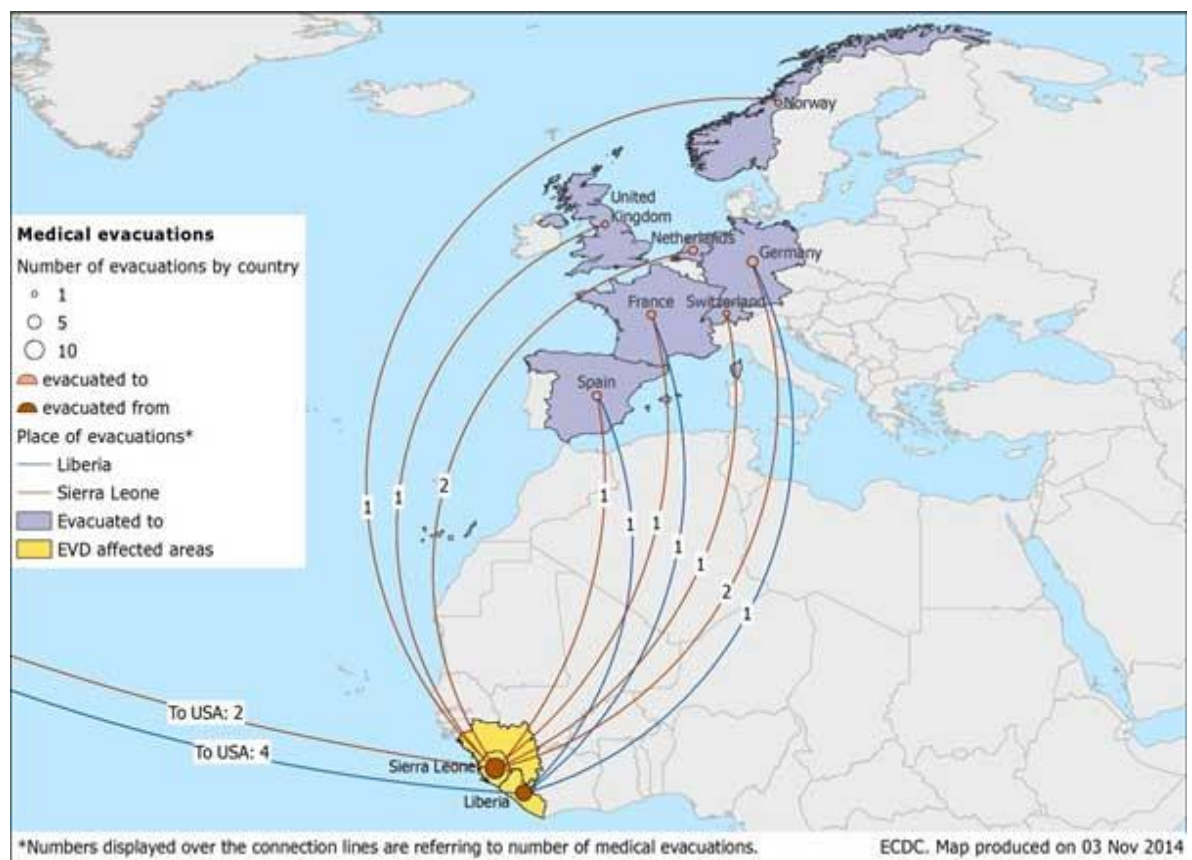 Norway
United
Kingdom
Netherlands
Germany
France
Switzerland
Spain
Medical evacuations
Number of evacuations by country
1
5
10
evacuated to
evacuated from
Place of evacuations*
Liberia
Sierra Leone
Evacuated to
EVD affected areas
1
1
2
1
1
1
1
1
2
1
To USA: 2
To USA: 4
Sierra Leone
Liberia
*Numbers displayed over the connection lines are referring to number of medical evacuations.
ECDC. Map produced on 03 Nov 2014